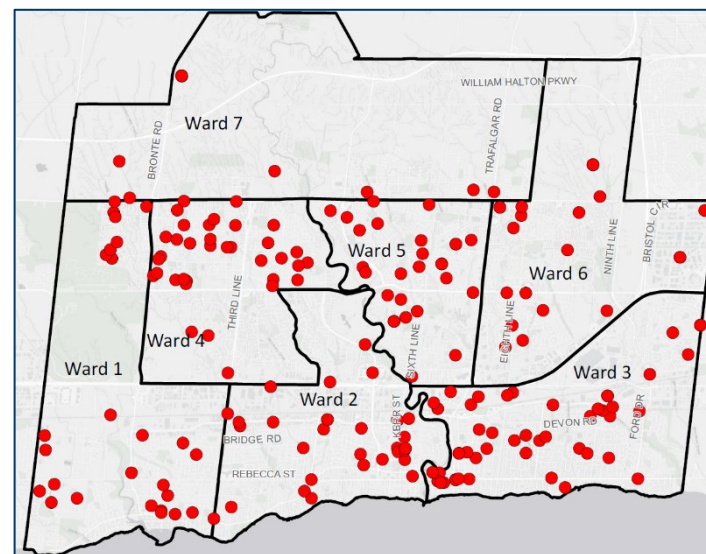 WILLIAM HALTON PKWY
Ward 7
BRONTE RD
TRAFALGAR RD
Ward 5
NINTH LINE
BRISTOL CIR
Ward 6
THIRD LINE
Ward 4
SIXTH LINE
EIGHTH LINE
Ward 1
Ward 3
Ward 2
KERR ST
DEVON RD
FORD DR
BRIDGE RD
REBECCA ST